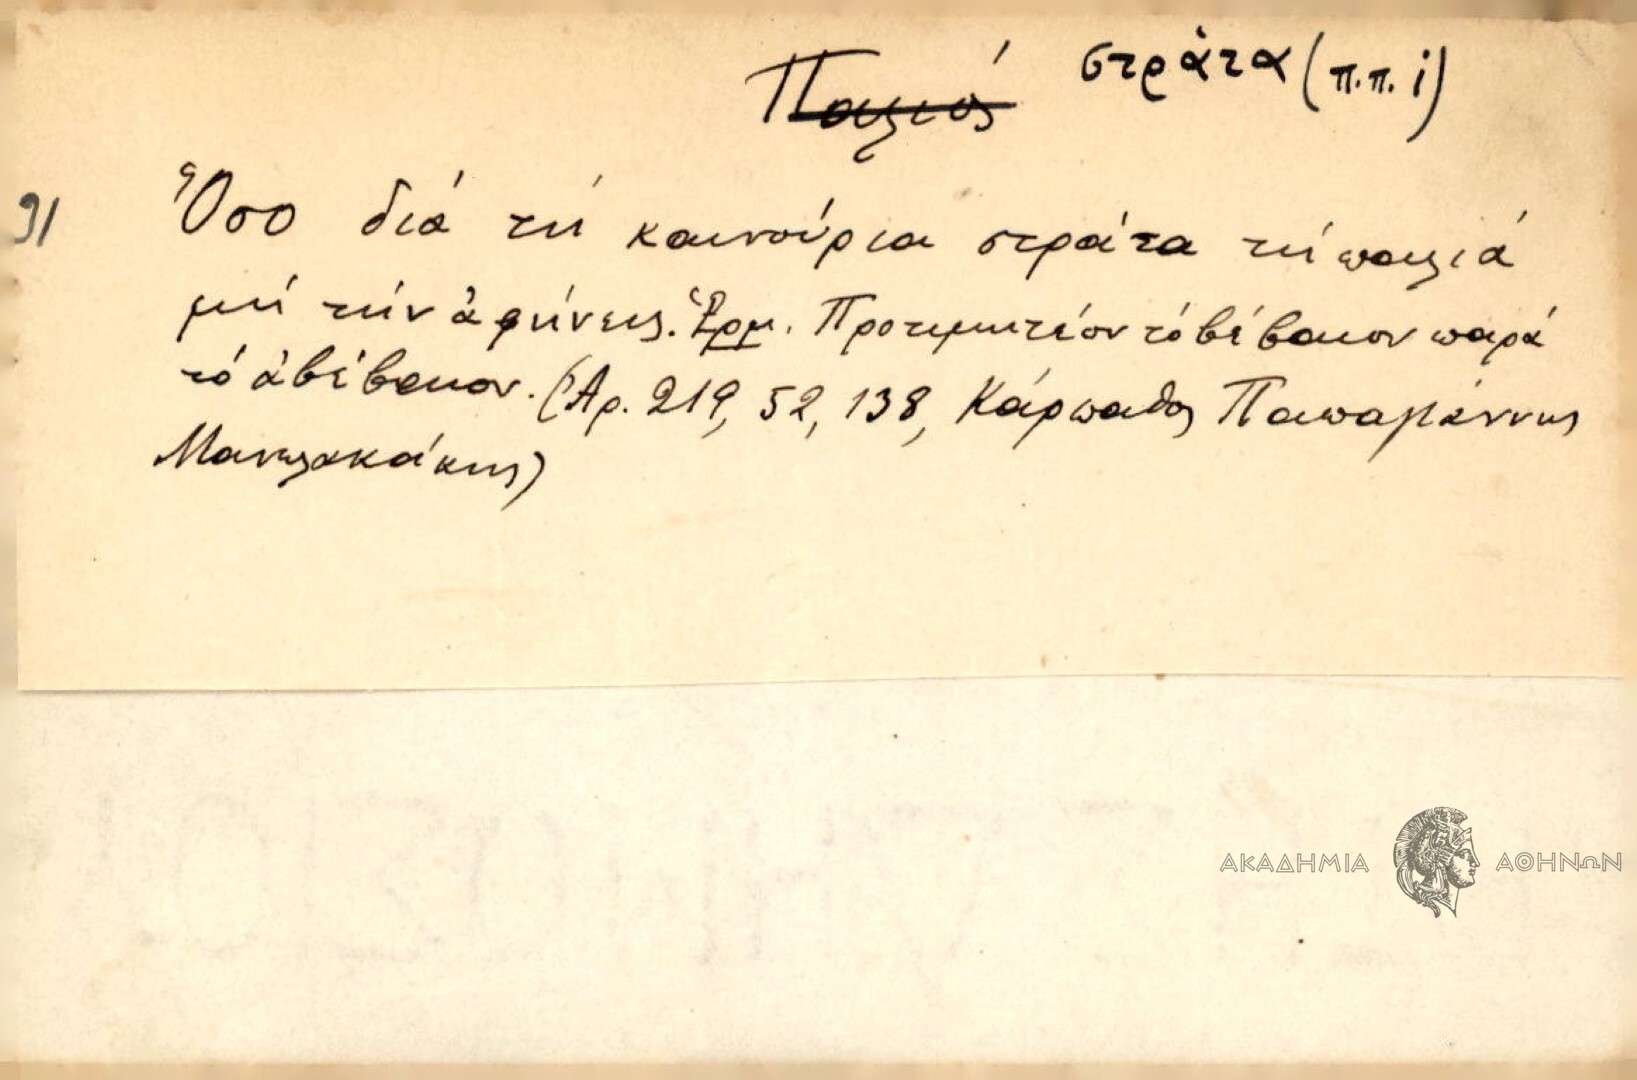 Παλιός στράτα (π.π. i)
91 Ὅσο διά τή καινούρια στράτα τή παλιά
μή τήν ἀφήνεις. Ἑρμ. Προτιμητέον τό βέβαιον παρά
τό ἀβέβαιον. (Ἀρ. 219, 52, 138, Κάρπαθος Παπαγιάννης
Μανωλακάκης)
ΑΚΑΔΗΜΙΑ ΑΘΗΝΩΝ